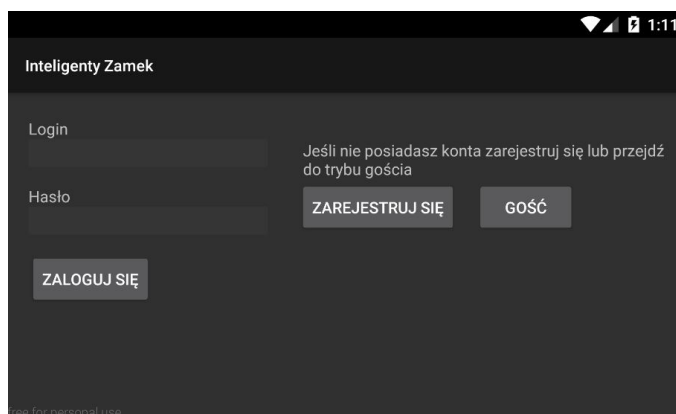 1:11
Inteligenty Zamek
Login
Hasło
ZALOGUJ SIĘ
Jeśli nie posiadasz konta zarejestruj się lub przejdź
do trybu gościa
ZAREJESTRUJ SIĘ
GOŚĆ
free for personal use